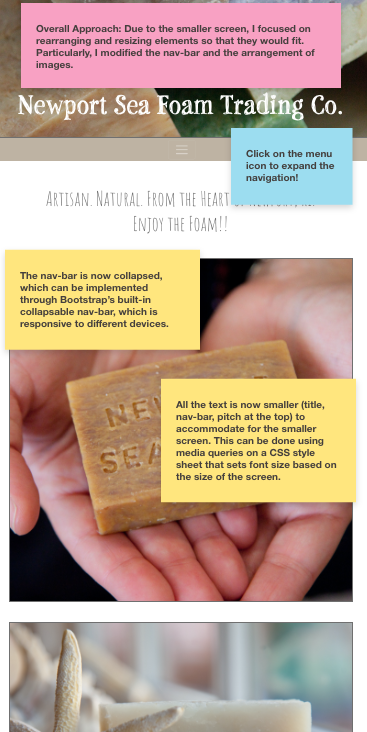 Overall Approach: Due to the smaller screen, I focused on
rearranging and resizing elements so that they would fit.
Particularly, I modified the nav-bar and the arrangement of
images.
Newport Sea Foam Trading Co.
Click on the menu
icon to expand the
navigation!
Artisan. Natural. From the Heart
Enjoy the Foam!!
The nav-bar is now collapsed,
which can be implemented
through Bootstrap's built-in
collapsable nav-bar, which is
responsive to different devices.
All the text is now smaller (title,
nav-bar, pitch at the top) to
accommodate for the smaller
screen. This can be done using
media queries on a CSS style
sheet that sets font size based on
the size of the screen.
NE
SEA